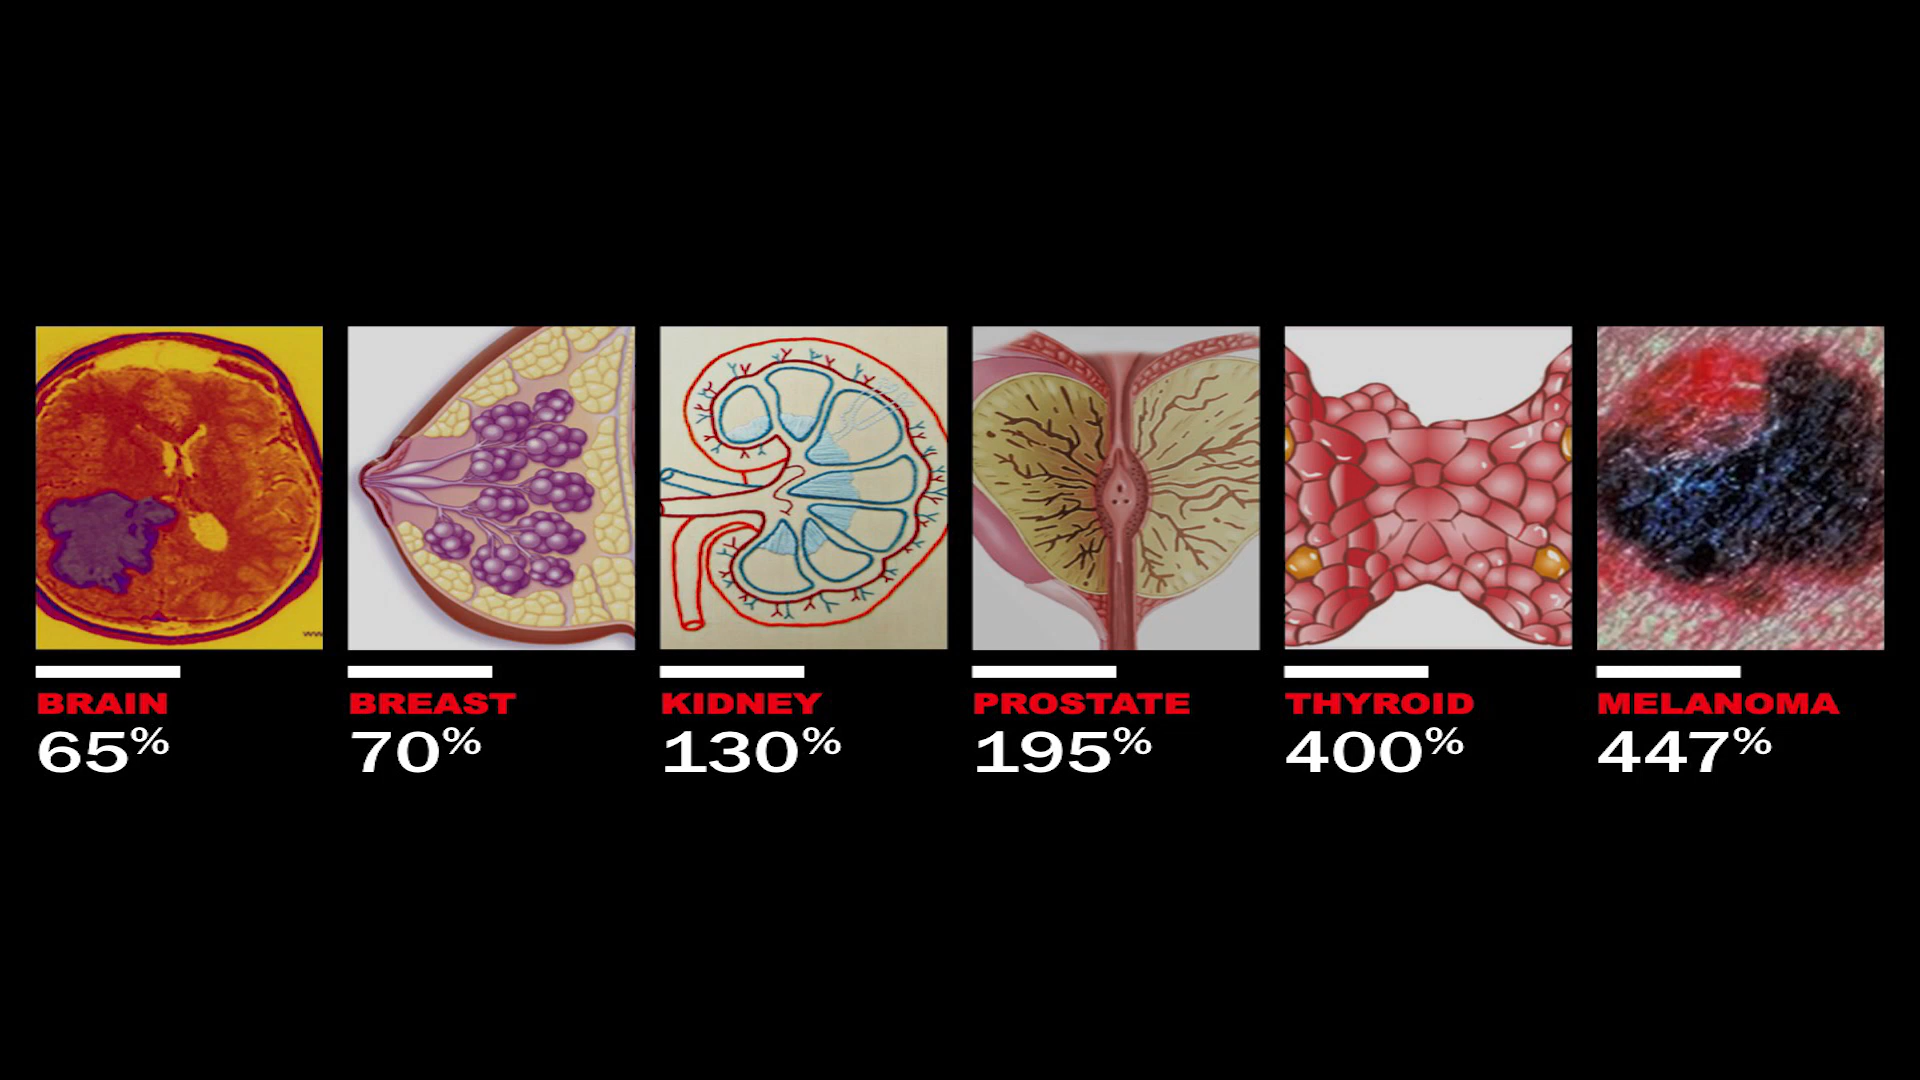 BRAIN
65%
BREAST
70%
KIDNEY
130%
PROSTATE
195%
THYROID
400%
MELANOMA
447%